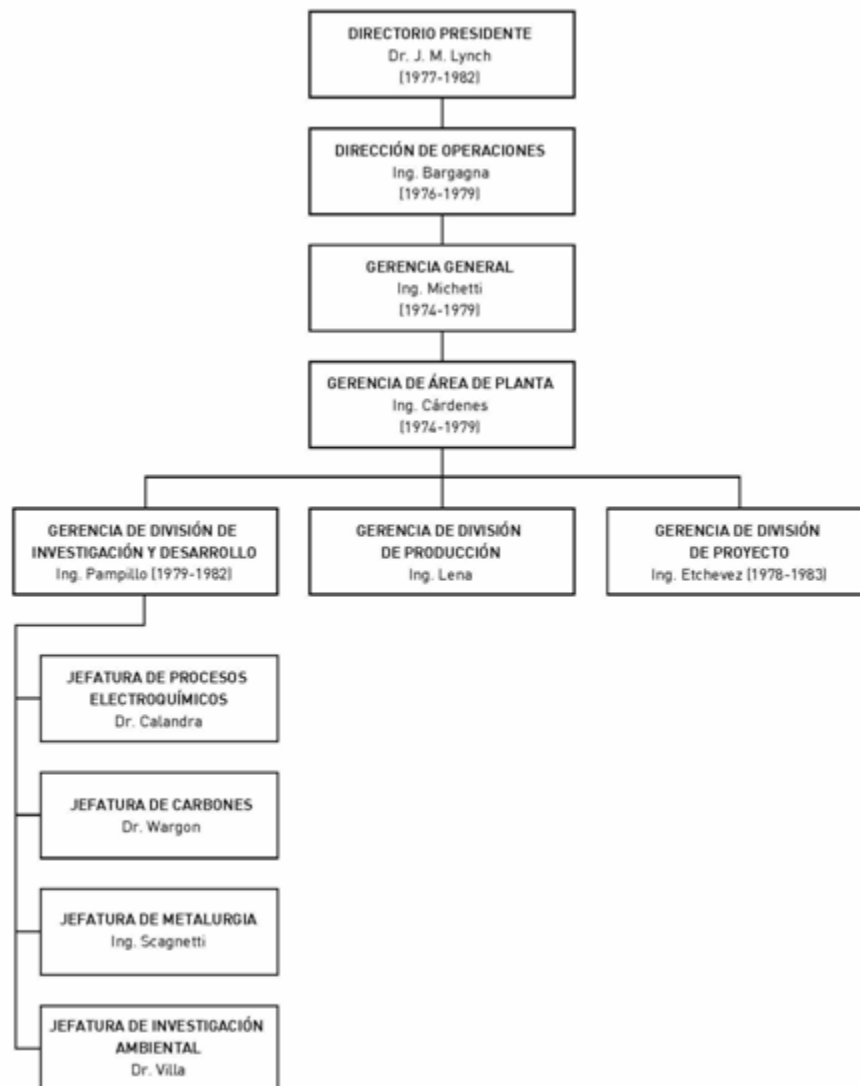 DIRECTORIO PRESIDENTE
Dr. J. M. Lynch
(1977-1982)
DIRECCIÓN DE OPERACIONES
Ing. Bargagna
(1976-1979)
GERENCIA GENERAL
Ing. Michetti
(1974-1979)
GERENCIA DE ÁREA DE PLANTA
Ing. Cárdenes
(1974-1979)
GERENCIA DE DIVISIÓN DE
INVESTIGACIÓN Y DESARROLLO
Ing. Pampillo (1979-1982)
GERENCIA DE DIVISIÓN
DE PRODUCCIÓN
Ing. Lena
GERENCIA DE DIVISIÓN
DE PROYECTO
Ing. Etchevez (1978-1983)
JEFATURA DE PROCESOS
ELECTROQUÍMICOS
Dr. Calandra
JEFATURA DE CARBONES
Dr. Wargon
JEFATURA DE METALURGIA
Ing. Scagnetti
JEFATURA DE INVESTIGACIÓN
AMBIENTAL
Dr. Villa